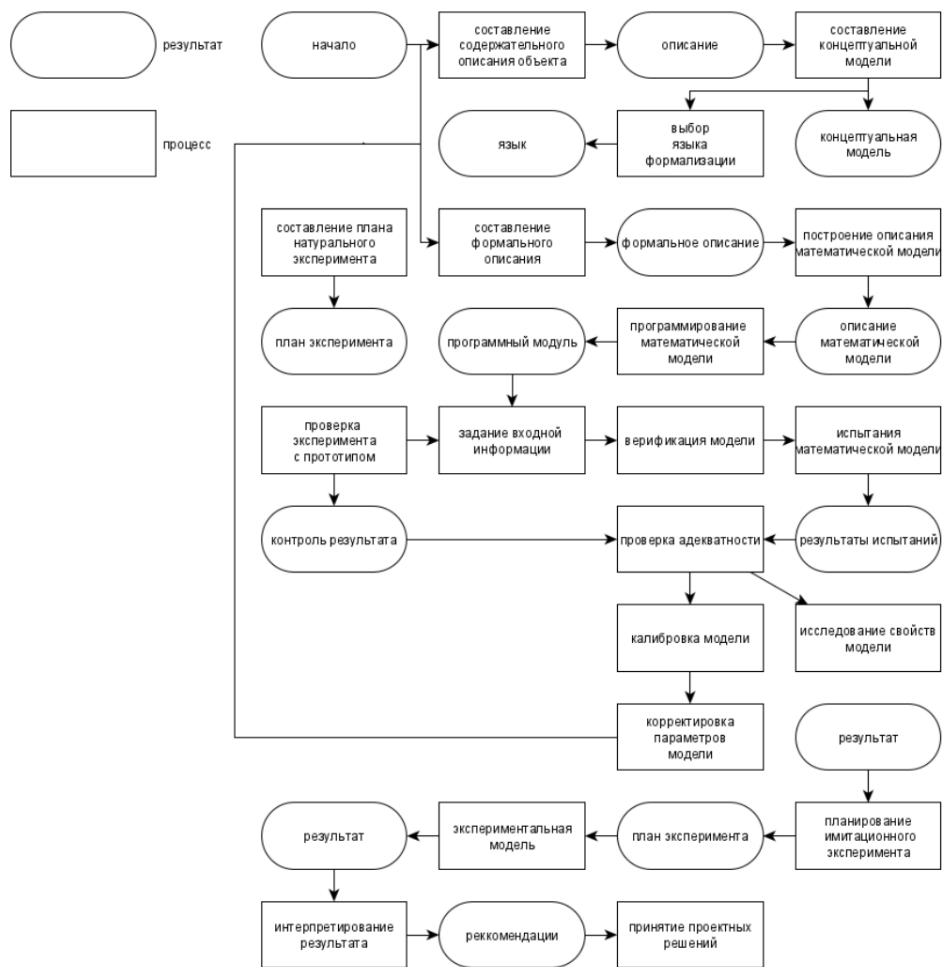 результат
начало
составление
содержательного
описания объекта
описание
составление
концептуальной
модели
процесс
язык
выбор
языка
формализации
концептуальная
модель
составление плана
натурального
эксперимента
составление
формального
описания
формальное описание
построение описания
математической модели
план эксперимента
программный модуль
программирование
математической
модели
описание
математической
модели
проверка
эксперимента
с прототипом
задание входной
информации
верификация модели
испытания
математической модели
контроль результата
проверка адекватности
результаты испытаний
калибровка модели
исследование свойств
модели
корректировка
параметров
модели
результат
результат
экспериментальная
модель
план эксперимента
планирование
имитационного
эксперимента
интерпретирование
результата
реккомендации
принятие проектных
решений